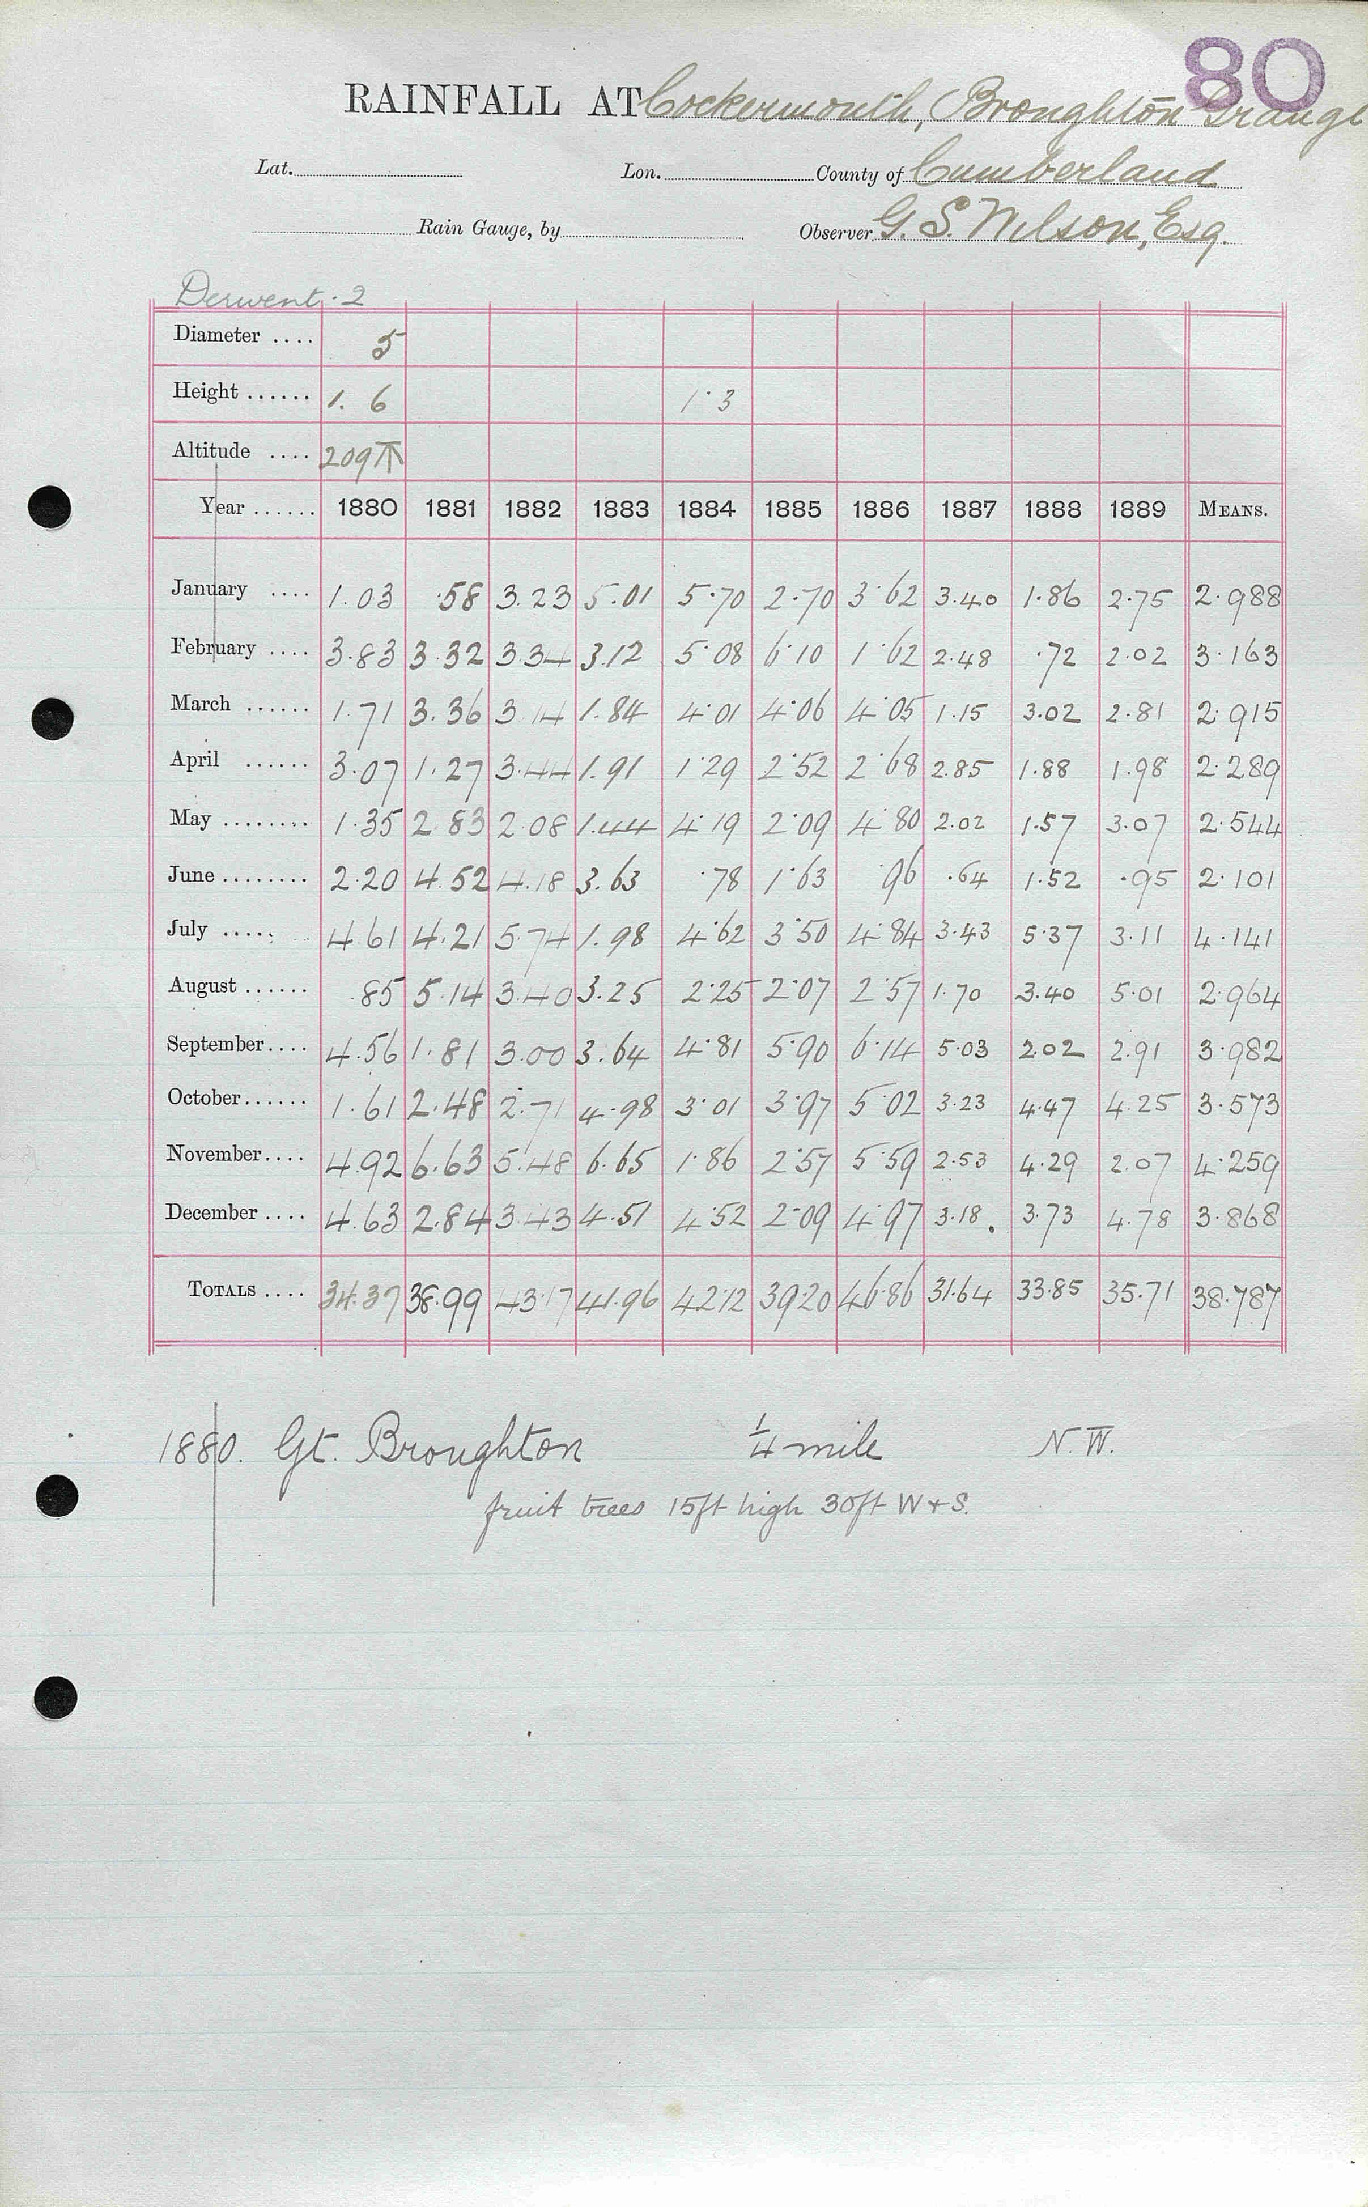 80
RAINFALL AT Cockermouth, Broughton Grange
Lat. Lon. County of Cumberland
Rain Gauge, by Observer G. S. Wilson, Esq.
Derwent. 2
Diameter .... 5
Height ...... 1. 6 1.3
Altitude .... 209
Year ...... 1880 1881 1882 1883 1884 1885 1886 1887 1888 1889 MEANS.
January .... 1.03 .58 3.23 5.01 5.70 2.70 3.62 3.40 1.86 2.75 2.988
February .... 3.83 3.32 3.34 3.12 5.08 6.10 1.62 2.48 .72 2.02 3.163
March ...... 1.71 3.36 3.14 1.84 4.01 4.06 4.05 1.15 3.02 2.81 2.915
April ...... 3.07 1.27 3.44 1.91 1.29 2.52 2.68 2.85 1.88 1.98 2.289
May ........ 1.35 2.83 2.08 1.44 4.19 2.09 4.80 2.02 1.57 3.07 2.544
June ........ 2.20 4.52 4.18 3.63 .78 1.63 96 .64 1.52 .95 2.101
July ..... 4.61 4.21 5.74 1.98 4.62 3.50 4.84 3.43 5.37 3.11 4.141
August ...... .85 5.14 3.40 3.25 2.25 2.07 2.57 1.70 3.40 5.01 2.964
September.... 4.56 1.81 3.00 3.64 4.81 5.90 6.14 5.03 2.02 2.91 3.982
October...... 1.61 2.48 2.71 4.98 3.01 3.97 5.02 3.23 4.47 4.25 3.573
November.... 4.92 6.63 5.48 6.65 1.86 2.57 5.59 2.53 4.29 2.07 4.259
December .... 4.63 2.84 3.43 4.51 4.52 2.09 4.97 3.18. 3.73 4.78 3.868
TOTALS .... 34.37 38.99 43.17 41.96 42.12 39.20 46.86 31.64 33.85 35.71 38.787
1880. Gt. Broughton 1/4 mile N.W.
fruit trees 15ft high 30ft W + S.